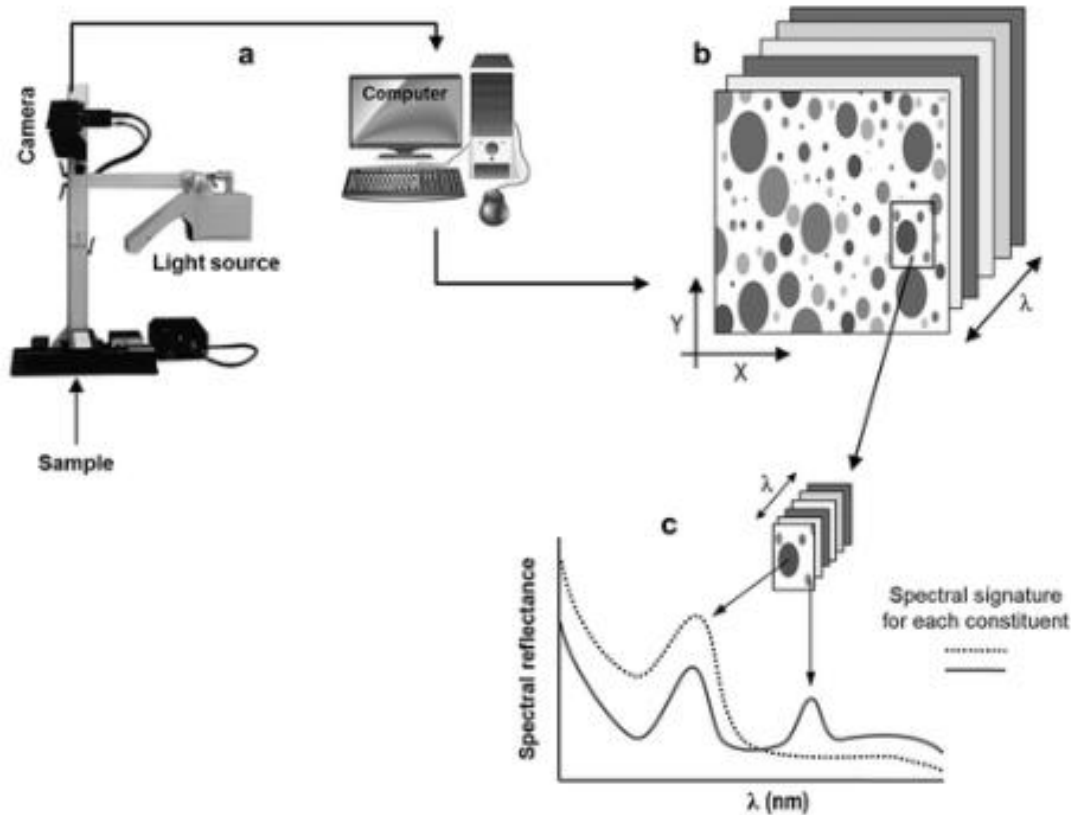 a
Camera
Computer
Light source
Sample
b
Y
X
λ
λ
c
Spectral reflectance
λ (nm)
Spectral signature
for each constituent